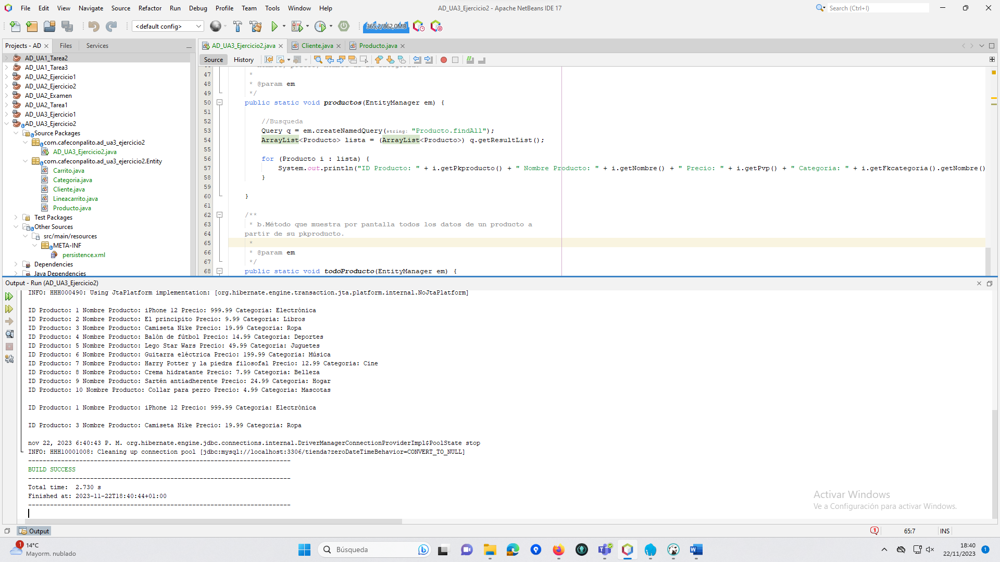 File Edit View Navigate Source Refactor Run Debug Profile Team Tools Window Help
AD_UA3_Ejercicio2 - Apache NetBeans IDE 17
Search (Ctrl+I)
<default config>
365,2/862,0MB
Projects - AD
Files
Services
AD_UA1_Tarea2
AD_UA1_Tarea3
AD_UA2_Ejercicio1
AD_UA2_Ejercicio2
AD_UA2_Examen
AD_UA2_Tarea1
AD_UA3_Ejercicio1
AD_UA3_Ejercicio2
Source Packages
com.cafeconpalito.ad_ua3_ejercicio2
AD_UA3_Ejercicio2.java
com.cafeconpalito.ad_ua3_ejercicio2.Entity
Carrito.java
Categoria.java
Cliente.java
Lineacarrito.java
Producto.java
Test Packages
Other Sources
src/main/resources
META-INF
persistence.xml
Dependencies
Java Dependencies
AD_UA3_Ejercicio2.java
Cliente.java
Producto.java
Source
History
47 *
48 * @param em
49 */
50 public static void productos(EntityManager em) {
51
52 //Busqueda
53 Query q = em.createNamedQuery(string: "Producto.findAll");
54 ArrayList<Producto> lista = (ArrayList<Producto>) q.getResultList();
55
56 for (Producto i : lista) {
57 System.out.println("ID Producto: " + i.getPkproducto() + " Nombre Producto: " + i.getNombre() + " Precio: " + i.getPvp() + " Categoria: " + i.getFkcategoria().getNombre()
58 }
59
60 }
61
62 /**
63 * b.Método que muestra por pantalla todos los datos de un producto a
64 partir de su pkproducto.
65 *
66 * @param em
67 */
68 public static void todoProducto(EntityManager em) {
Output - Run (AD_UA3_Ejercicio2)
INFO: HHH000490: Using JtaPlatform implementation: [org.hibernate.engine.transaction.jta.platform.internal.NoJtaPlatform]
ID Producto: 1 Nombre Producto: iPhone 12 Precio: 999.99 Categoria: Electrónica
ID Producto: 2 Nombre Producto: El principito Precio: 9.99 Categoria: Libros
ID Producto: 3 Nombre Producto: Camiseta Nike Precio: 19.99 Categoria: Ropa
ID Producto: 4 Nombre Producto: Balón de fútbol Precio: 14.99 Categoria: Deportes
ID Producto: 5 Nombre Producto: Lego Star Wars Precio: 49.99 Categoria: Juguetes
ID Producto: 6 Nombre Producto: Guitarra eléctrica Precio: 199.99 Categoria: Música
ID Producto: 7 Nombre Producto: Harry Potter y la piedra filosofal Precio: 12.99 Categoria: Cine
ID Producto: 8 Nombre Producto: Crema hidratante Precio: 7.99 Categoria: Belleza
ID Producto: 9 Nombre Producto: Sartén antiadherente Precio: 24.99 Categoria: Hogar
ID Producto: 10 Nombre Producto: Collar para perro Precio: 4.99 Categoria: Mascotas
ID Producto: 1 Nombre Producto: iPhone 12 Precio: 999.99 Categoria: Electrónica
ID Producto: 3 Nombre Producto: Camiseta Nike Precio: 19.99 Categoria: Ropa
nov 22, 2023 6:40:43 P. M. org.hibernate.engine.jdbc.connections.internal.DriverManagerConnectionProviderImpl$PoolState stop
INFO: HHH10001008: Cleaning up connection pool [jdbc:mysql://localhost:3306/tienda?zeroDateTimeBehavior=CONVERT_TO_NULL]
------------------------------------------------------------------------
BUILD SUCCESS
------------------------------------------------------------------------
Total time: 2.730 s
Finished at: 2023-11-22T18:40:44+01:00
------------------------------------------------------------------------
Activar Windows
Ve a Configuración para activar Windows.
Output
1
65:7
INS
1
14°C
Mayorm. nublado
Búsqueda
18:40
22/11/2023
1